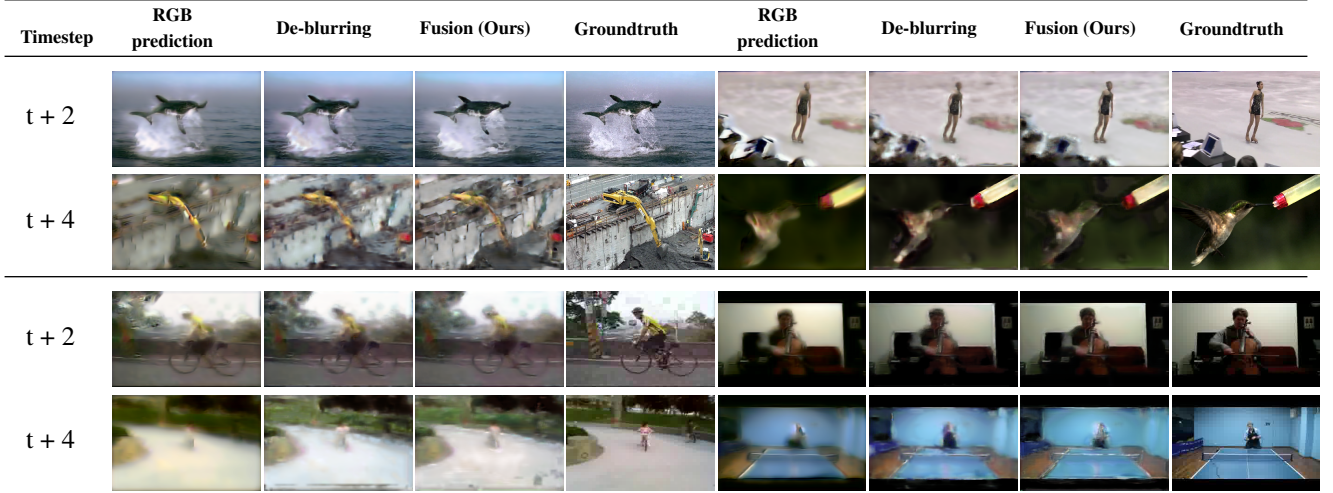 Timestep RGB prediction De-blurring Fusion (Ours) Groundtruth RGB prediction De-blurring Fusion (Ours) Groundtruth
t + 2
t + 4
t + 2
t + 4